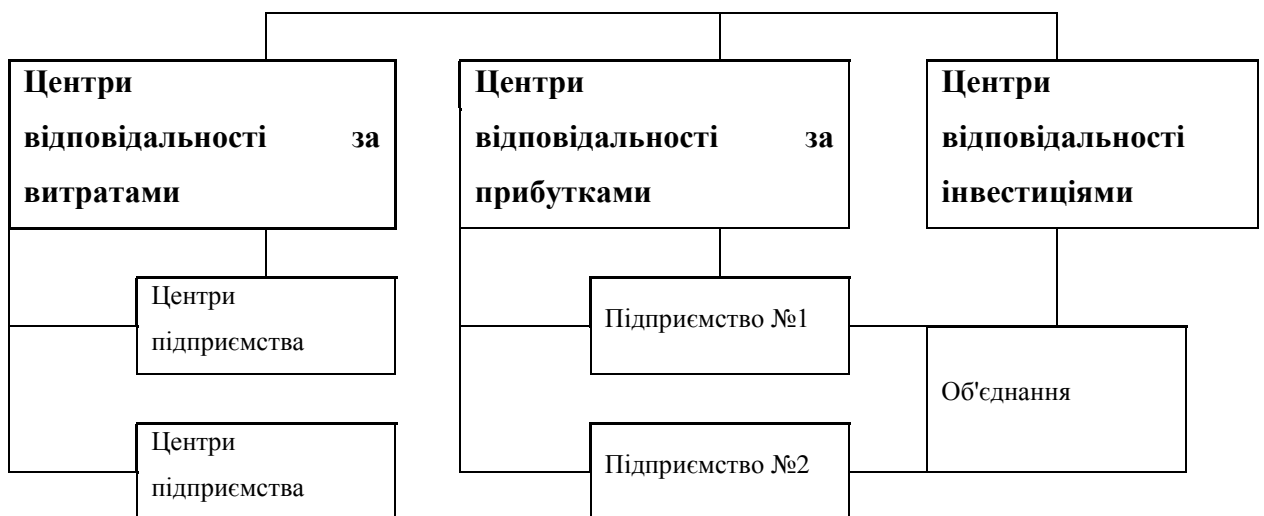 Центри
відповідальності за
витратами
Центри
відповідальності за
прибутками
Центри
відповідальності
інвестиціями
Центри
підприємства
Підприємство №1
Об'єднання
Центри
підприємства
Підприємство №2